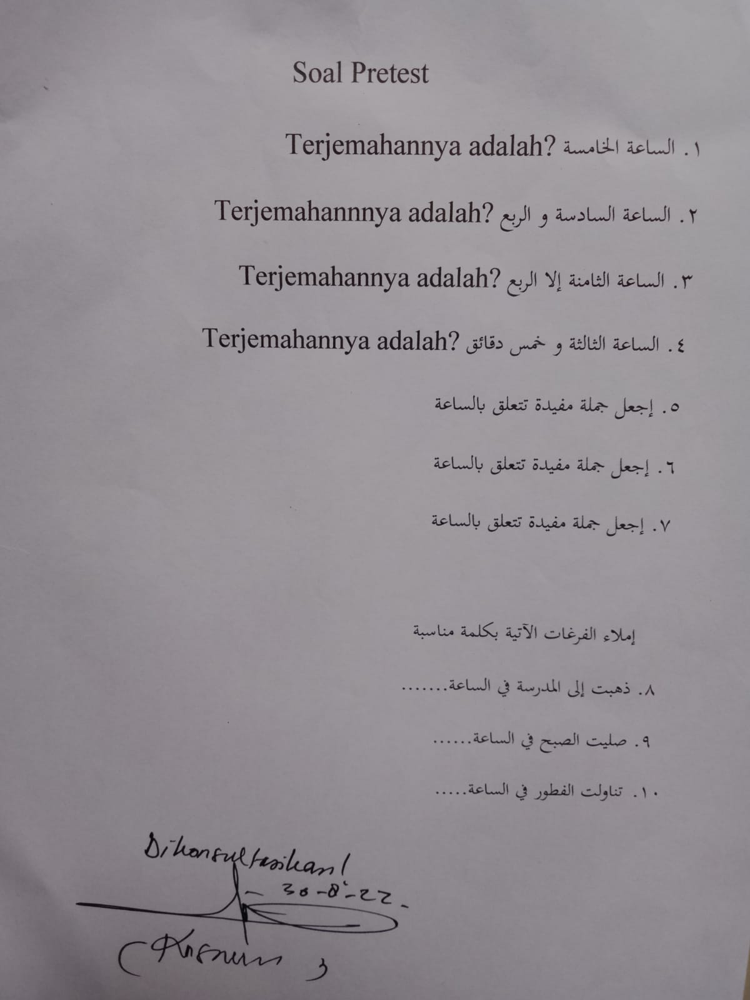 Soal Pretest
١. الساعة الخامسة Terjemahannya adalah?
٢. الساعة السادسة و الربع Terjemahannnya adalah?
٣. الساعة الثامنة إلا الربع Terjemahannya adalah?
٤. الساعة الثالثة و خمس دقائق Terjemahannya adalah?
٥. إجعل جملة مفيدة تتعلق بالساعة
٦. إجعل جملة مفيدة تتعلق بالساعة
٧. إجعل جملة مفيدة تتعلق بالساعة
إملاء الفرغات الآتية بكلمة مناسبة
٨. ذهبت إلى المدرسة في الساعة.......
٩. صليت الصبح في الساعة......
١٠. تناولت الفطور في الساعة.....
Dikonsultasikan!
30-8-22.